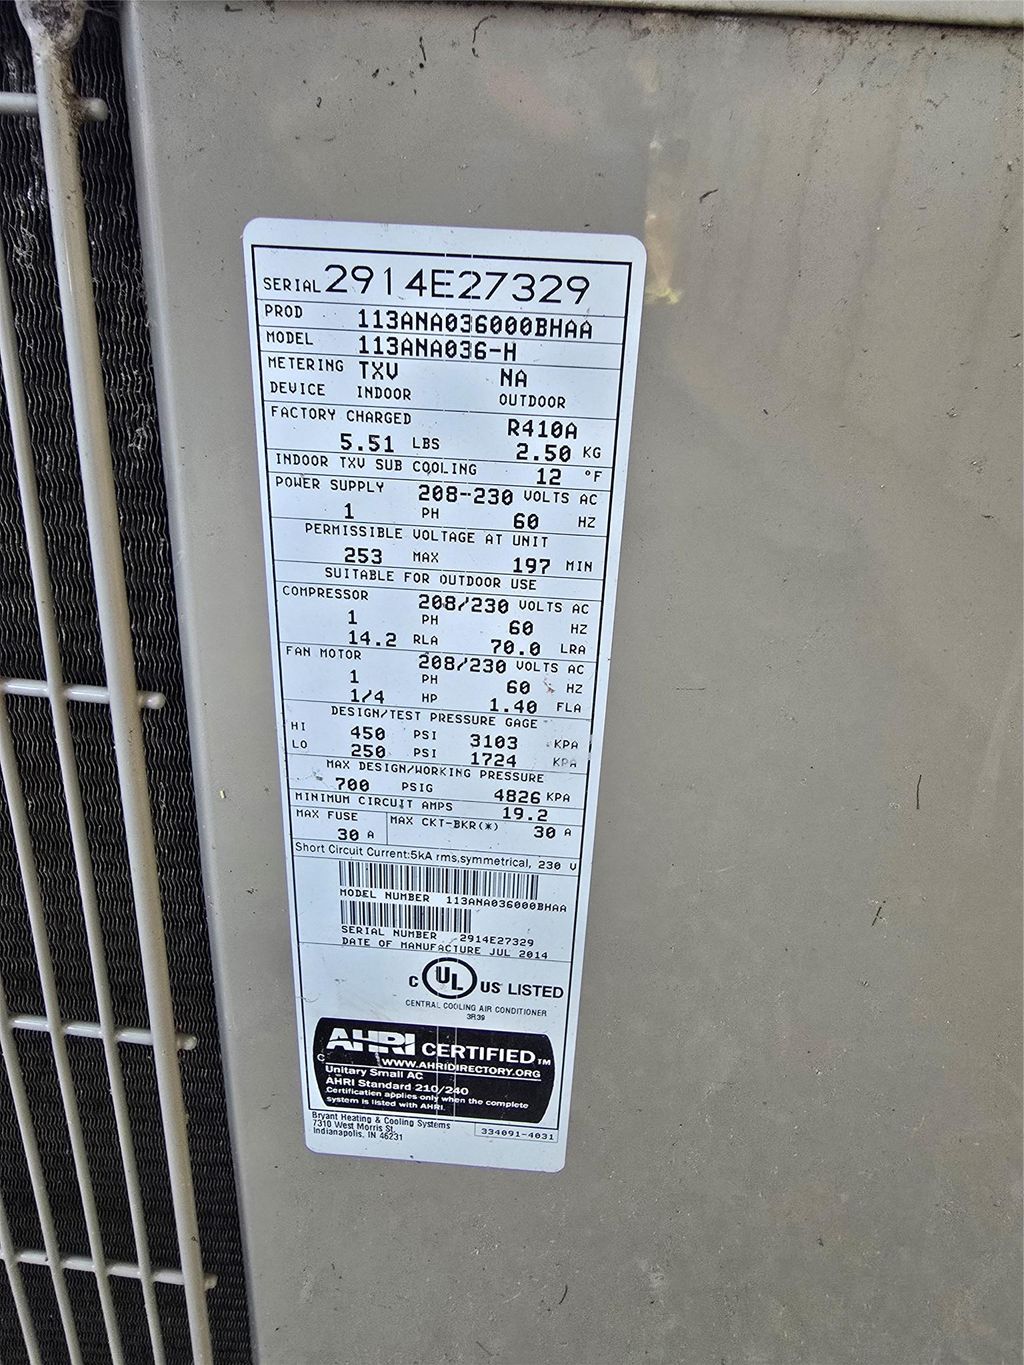 SERIAL 2914E27329
PROD 113ANA036000BHAA
MODEL 113ANA036-H
METERING TXV NA
DEVICE INDOOR OUTDOOR
FACTORY CHARGED R410A
5.51 LBS 2.50 KG
INDOOR TXV SUB COOLING 12 °F
POWER SUPPLY 208-230 VOLTS AC
1 PH 60 HZ
PERMISSIBLE VOLTAGE AT UNIT
253 MAX 197 MIN
SUITABLE FOR OUTDOOR USE
COMPRESSOR 208/230 VOLTS AC
1 PH 60 HZ
14.2 RLA 70.0 LRA
FAN MOTOR 208/230 VOLTS AC
1 PH 60 HZ
1/4 HP 1.40 FLA
DESIGN/TEST PRESSURE GAGE
HI 450 PSI 3103 KPA
LO 250 PSI 1724 KPA
MAX DESIGN/WORKING PRESSURE
700 PSIG 4826 KPA
MINIMUM CIRCUIT AMPS 19.2
MAX FUSE MAX CKT-BKR(*)
30 A 30 A
Short Circuit Current:5kA rms,symmetrical, 230 V
MODEL NUMBER 113ANA036000BHAA
SERIAL NUMBER 2914E27329
DATE OF MANUFACTURE JUL 2014
C UL US LISTED
CENTRAL COOLING AIR CONDITIONER
3R39
AHRI CERTIFIED™
C WWW.AHRIDIRECTORY.ORG
Unitary Small AC
AHRI Standard 210/240
Certification applies only when the complete
system is listed with AHRI.
Bryant Heating & Cooling Systems
7310 West Morris St.
Indianapolis, IN 46231
334091-4031